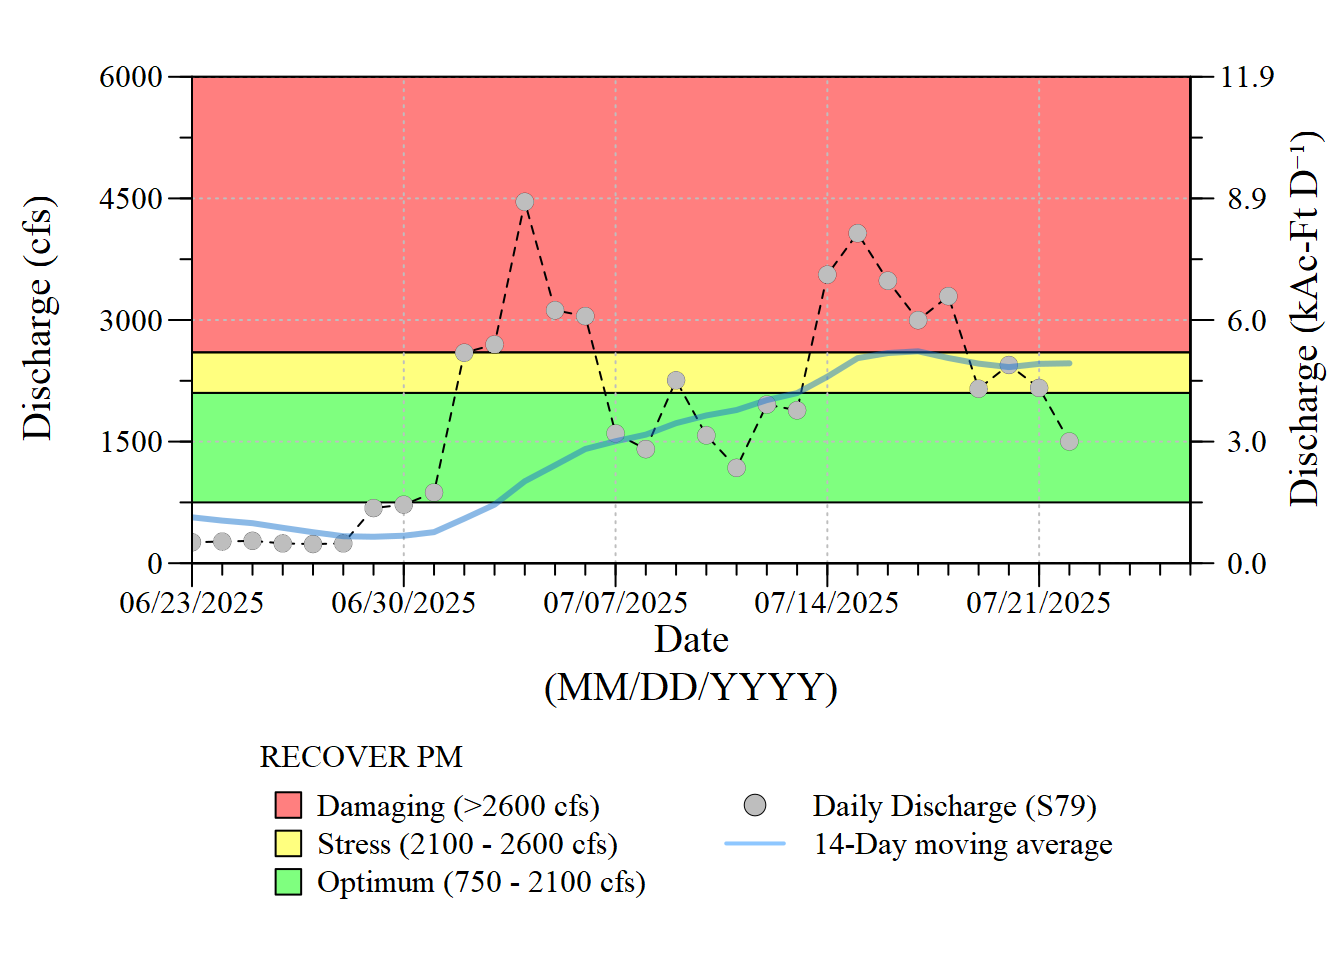 6000
4500
3000
1500
0
Discharge (cfs)
11.9
8.9
6.0
3.0
0.0
Discharge (kAc-Ft D⁻¹)
06/23/2025
06/30/2025
07/07/2025
07/14/2025
07/21/2025
Date
(MM/DD/YYYY)
RECOVER PM
Damaging (>2600 cfs)
Stress (2100 - 2600 cfs)
Optimum (750 - 2100 cfs)
Daily Discharge (S79)
14-Day moving average